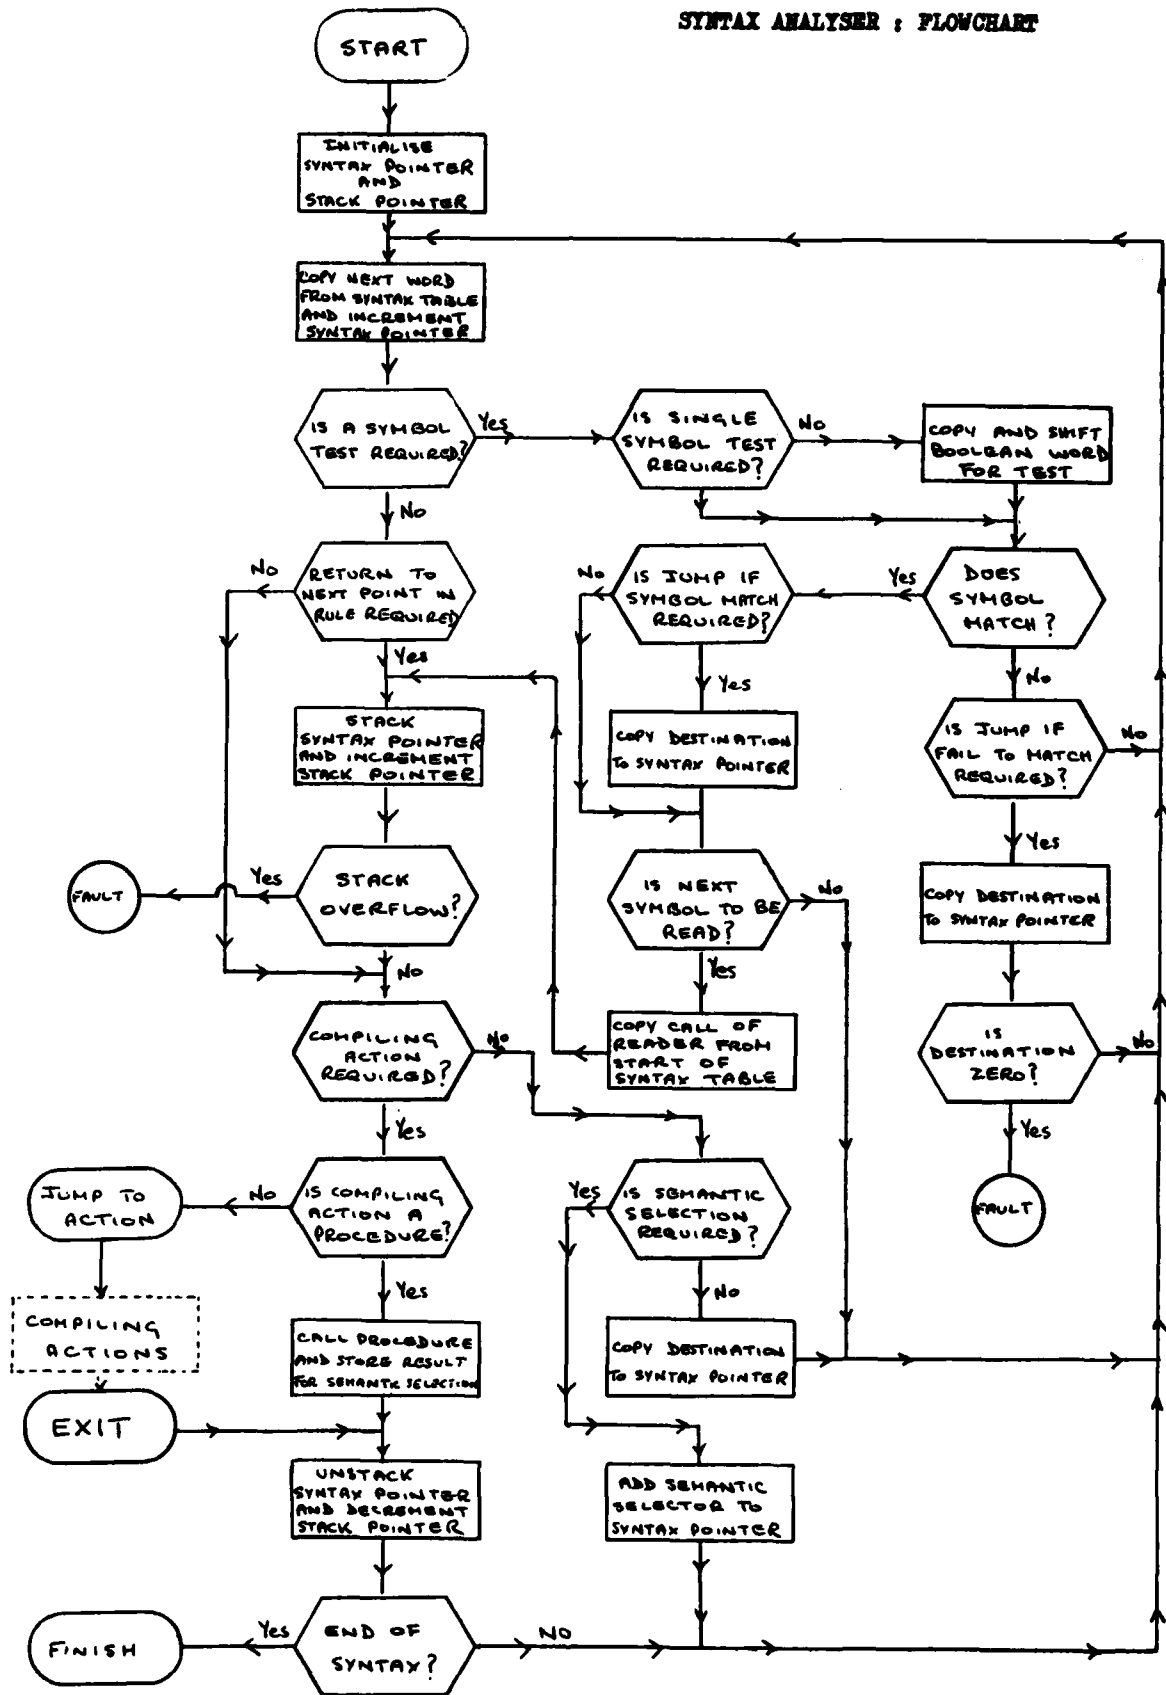 SYNTAX ANALYSER : FLOWCHART
START
INITIALISE
SYNTAX POINTER
AND
STACK POINTER
COPY NEXT WORD
FROM SYNTAX TABLE
AND INCREMENT
SYNTAX POINTER
IS A SYMBOL
TEST REQUIRED?
Yes
No
IS SINGLE
SYMBOL TEST
REQUIRED?
No
COPY AND SHIFT
BOOLEAN WORD
FOR TEST
RETURN TO
NEXT POINT IN
RULE REQUIRED
No
Yes
IS JUMP IF
SYMBOL MATCH
REQUIRED?
No
Yes
DOES
SYMBOL
MATCH?
Yes
No
STACK
SYNTAX POINTER
AND INCREMENT
STACK POINTER
COPY DESTINATION
TO SYNTAX POINTER
IS JUMP IF
FAIL TO MATCH
REQUIRED?
No
Yes
FAULT
Yes
STACK
OVERFLOW?
No
IS NEXT
SYMBOL TO BE
READ?
No
Yes
COPY DESTINATION
TO SYNTAX POINTER
COMPILING
ACTION
REQUIRED?
No
Yes
COPY CALL OF
READER FROM
START OF
SYNTAX TABLE
IS
DESTINATION
ZERO?
No
Yes
FAULT
JUMP TO
ACTION
No
IS COMPILING
ACTION A
PROCEDURE?
Yes
Yes
IS SEMANTIC
SELECTION
REQUIRED?
No
COMPILING
ACTIONS
CALL PROCEDURE
AND STORE RESULT
FOR SEMANTIC SELECTION
COPY DESTINATION
TO SYNTAX POINTER
EXIT
UNSTACK
SYNTAX POINTER
AND DECREMENT
STACK POINTER
ADD SEMANTIC
SELECTOR TO
SYNTAX POINTER
FINISH
Yes
END OF
SYNTAX?
NO